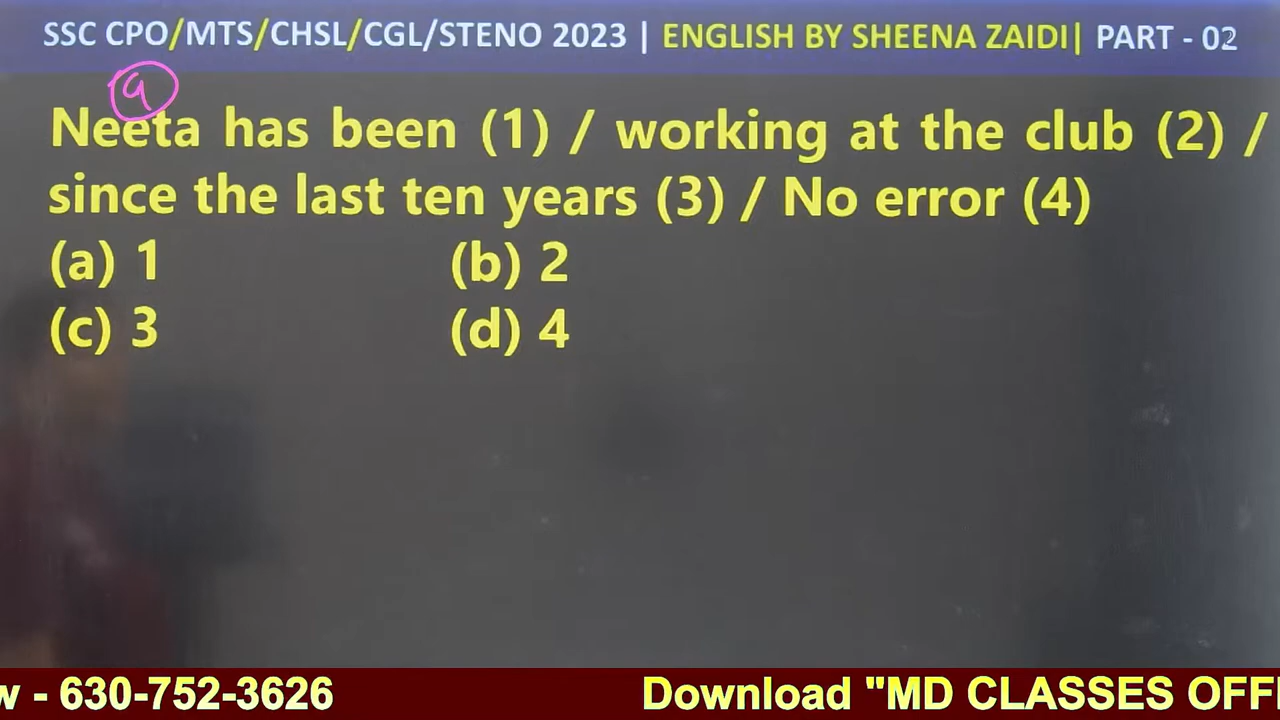 SSC CPO/MTS/CHSL/CGL/STENO 2023 | ENGLISH BY SHEENA ZAIDI| PART - 02
9
Neeta has been (1) / working at the club (2) /
since the last ten years (3) / No error (4)
(a) 1 (b) 2
(c) 3 (d) 4
w - 630-752-3626 Download "MD CLASSES OFFI